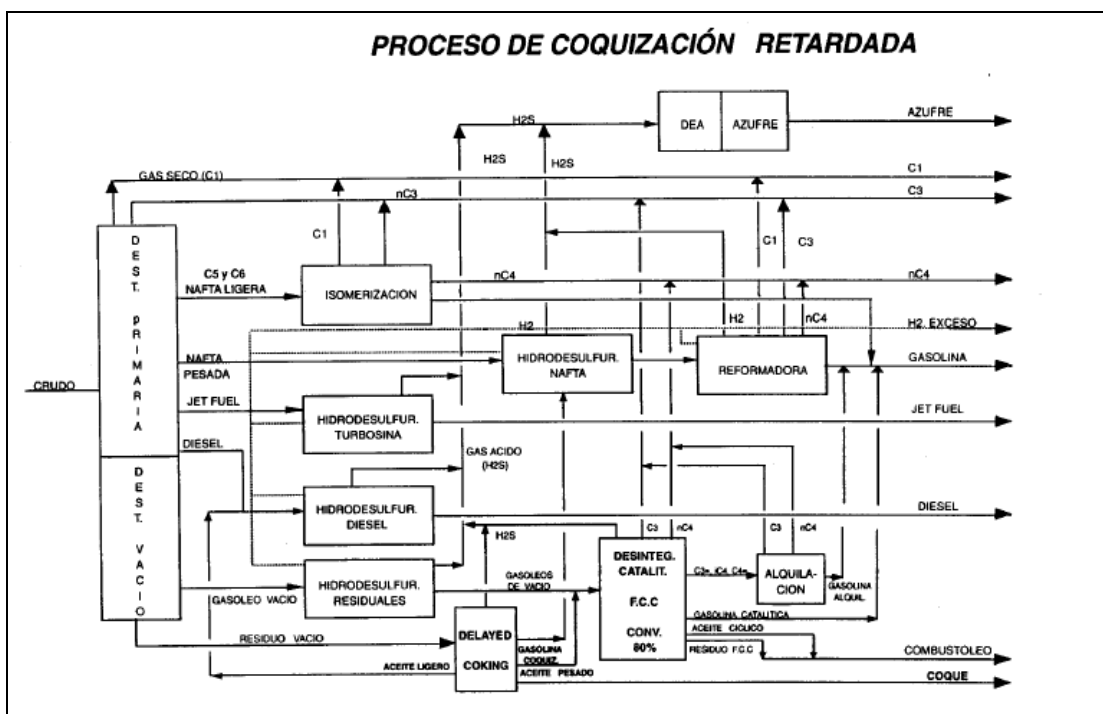 PROCESO DE COQUIZACIÓN RETARDADA
DEA
AZUFRE
AZUFRE
H2S
H2S
H2S
GAS SECO (C1)
C1
nC3
C3
C1
C1
C3
DEST. pRIMARIA
C5 y C6
NAFTA LIGERA
ISOMERIZACION
nC4
nC4
H2
H2
nC4
H2. EXCESO
NAFTA
PESADA
HIDRODESULFUR.
NAFTA
REFORMADORA
GASOLINA
CRUDO
JET FUEL
HIDRODESULFUR.
TURBOSINA
JET FUEL
DIESEL
GAS ACIDO
(H2S)
DEST. VACIO
HIDRODESULFUR.
DIESEL
DIESEL
H2S
C3
nC4
C3
nC4
DESINTEG.
CATALIT.
F.C.C
CONV.
80%
C3=, iC4, C4=
ALQUILA-
CION
GASOLINA
ALQUIL.
GASOLEO VACIO
HIDRODESULFUR.
RESIDUALES
GASOLEOS
DE VACIO
GASOLINA CATALITICA
ACEITE CICLICO
RESIDUO F.C.C
RESIDUO VACIO
DELAYED
COKING
GASOLINA
COQUIZ.
ACEITE LIGERO
ACEITE PESADO
COMBUSTOLEO
COQUE